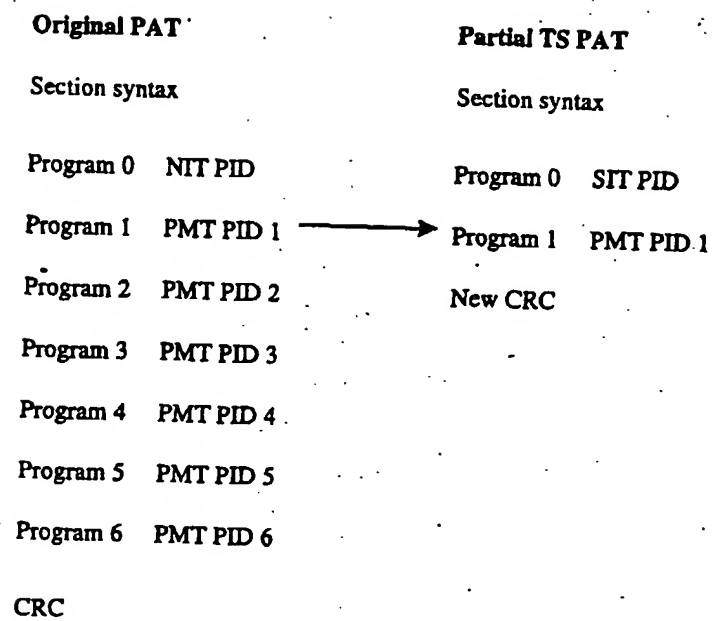 Original PAT
Section syntax
Program 0 NIT PID
Program 1 PMT PID 1
Program 2 PMT PID 2
Program 3 PMT PID 3
Program 4 PMT PID 4
Program 5 PMT PID 5
Program 6 PMT PID 6
CRC
Partial TS PAT
Section syntax
Program 0 SIT PID
Program 1 PMT PID 1
New CRC